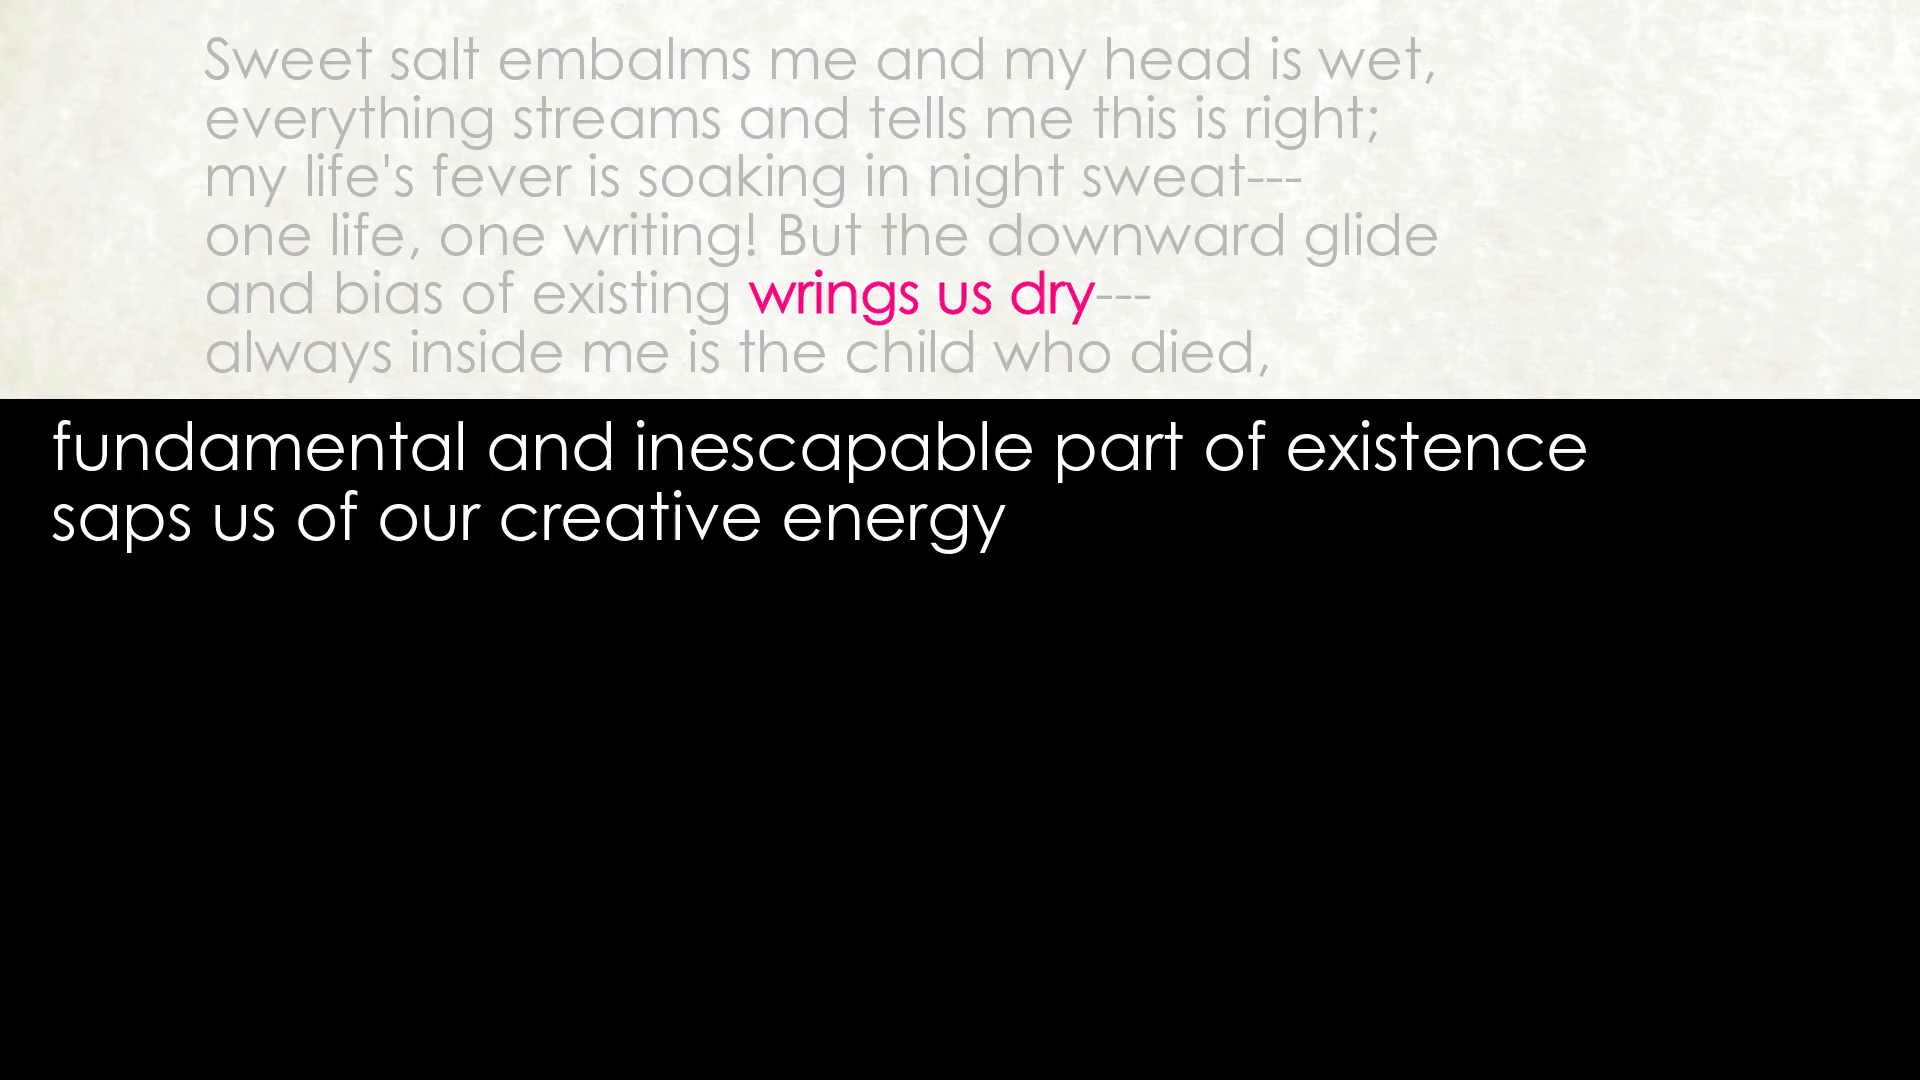 Sweet salt embalms me and my head is wet,
everything streams and tells me this is right;
my life's fever is soaking in night sweat---
one life, one writing! But the downward glide
and bias of existing wrings us dry---
always inside me is the child who died,
fundamental and inescapable part of existence
saps us of our creative energy